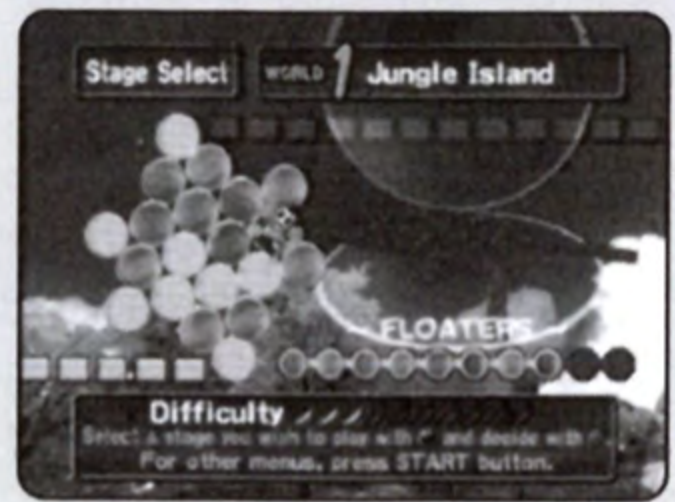 Stage Select
WORLD 1 Jungle Island
FLOATERS
Difficulty
Select a stage you wish to play with and decide with
For other menus, press START button.